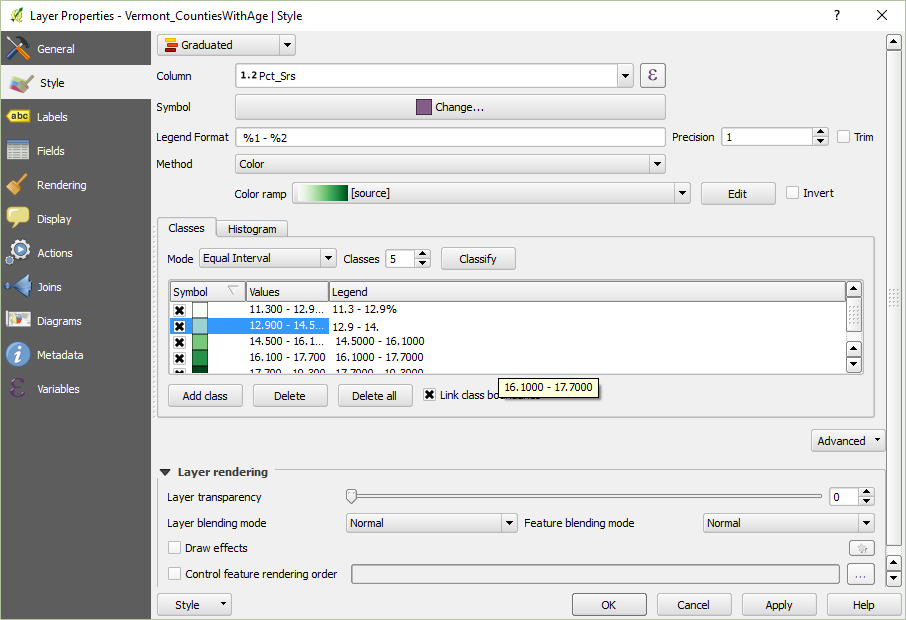 Layer Properties - Vermont_CountiesWithAge | Style ?
General
Style
Labels
Fields
Rendering
Display
Actions
Joins
Diagrams
Metadata
Variables
abc
Graduated
Column 1.2 Pct_Srs ε
Symbol Change...
Legend Format %1 - %2 Precision 1 Trim
Method Color
Color ramp [source] Edit Invert
Classes Histogram
Mode Equal Interval Classes 5 Classify
Symbol Values Legend
11.300 - 12.9... 11.3 - 12.9%
12.900 - 14.5... 12.9 - 14.
14.500 - 16.1... 14.5000 - 16.1000
16.100 - 17.700 16.1000 - 17.7000
17.700 - 19.300 17.7000 - 19.3000
Add class Delete Delete all Link class bo
16.1000 - 17.7000
Advanced
Layer rendering
Layer transparency 0
Layer blending mode Normal Feature blending mode Normal
Draw effects
Control feature rendering order ...
Style OK Cancel Apply Help